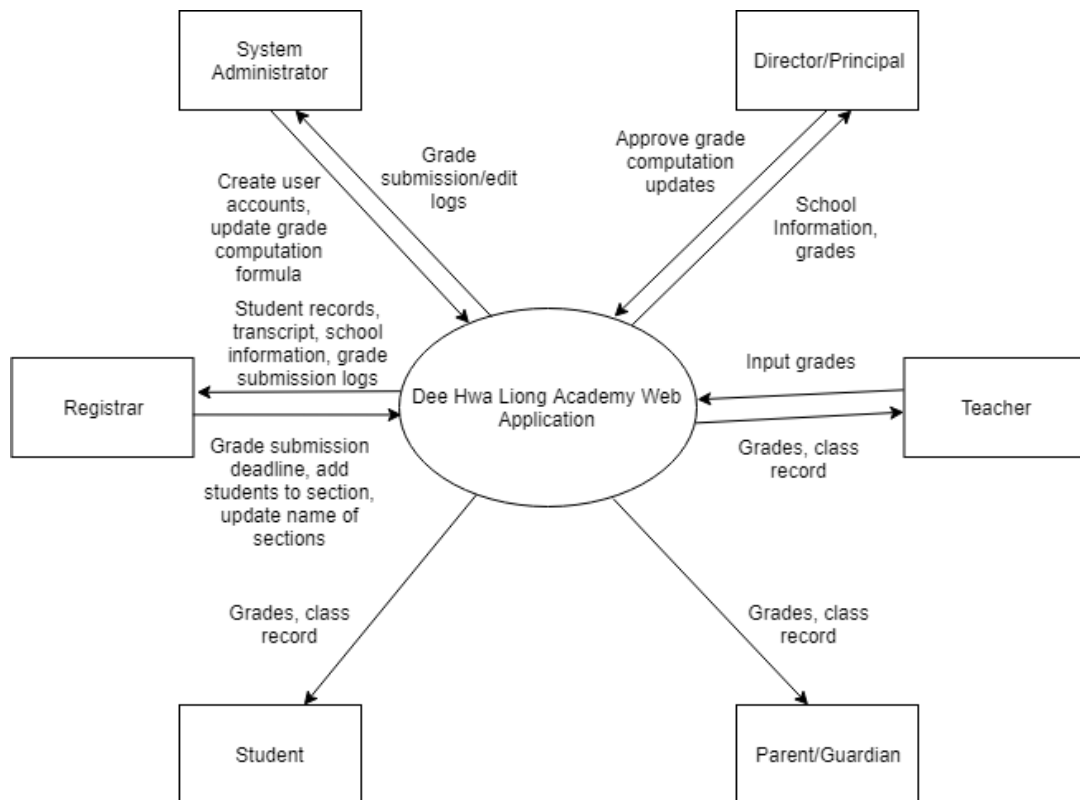 System
Administrator
Director/Principal
Grade
submission/edit
logs
Approve grade
computation
updates
Create user
accounts,
update grade
computation
formula
School
Information,
grades
Student records,
transcript, school
information, grade
submission logs
Input grades
Registrar
Dee Hwa Liong Academy Web
Application
Teacher
Grade submission
deadline, add
students to section,
update name of
sections
Grades, class
record
Grades, class
record
Grades, class
record
Student
Parent/Guardian